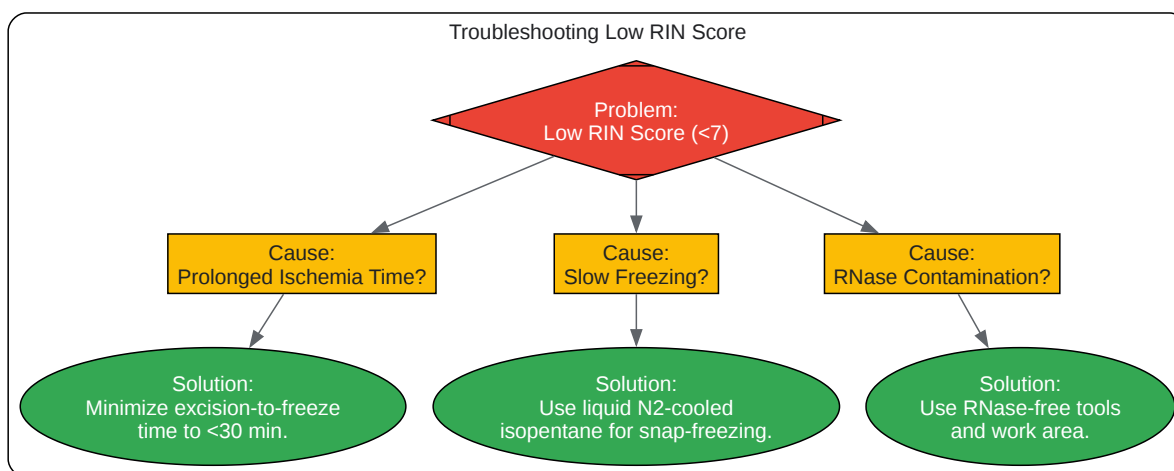 Troubleshooting Low RIN Score
Problem:
Low RIN Score (<7)
Cause:
Prolonged Ischemia Time?
Cause:
Slow Freezing?
Cause:
RNase Contamination?
Solution:
Minimize excision-to-freeze
time to <30 min.
Solution:
Use liquid N2-cooled
isopentane for snap-freezing.
Solution:
Use RNase-free tools
and work area.